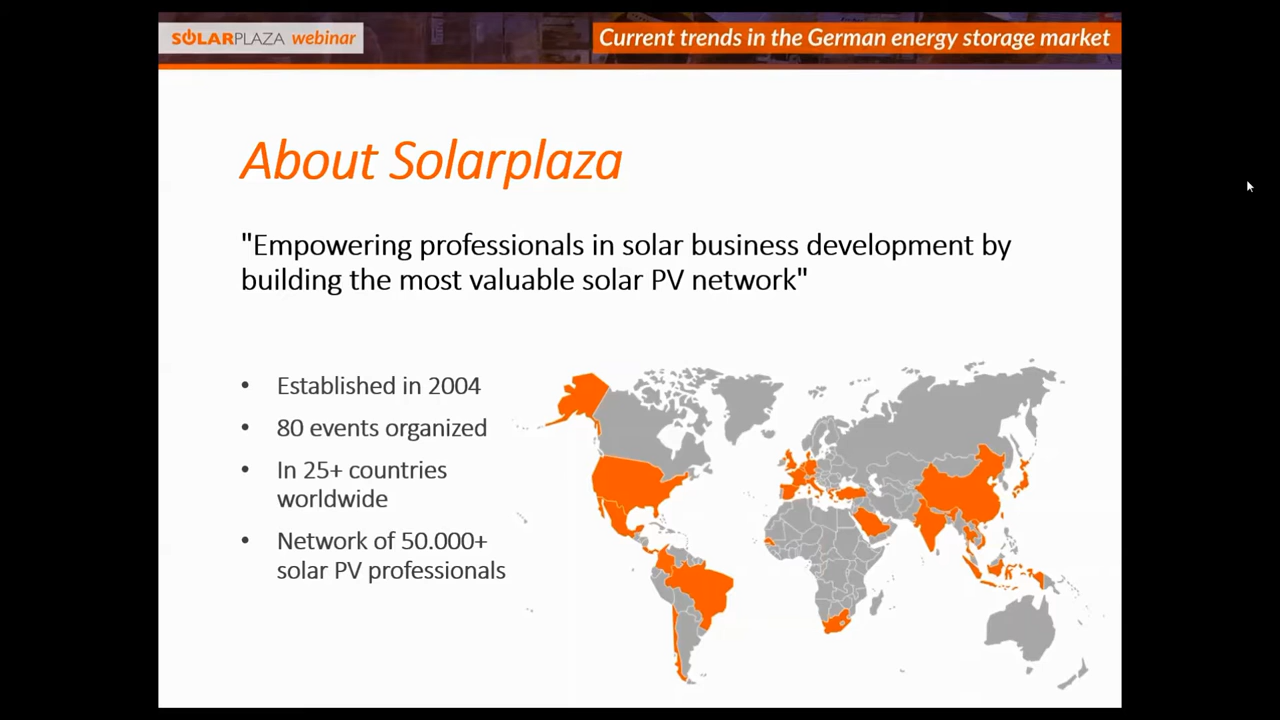 SOLARPLAZA webinar
Current trends in the German energy storage market
About Solarplaza
"Empowering professionals in solar business development by
building the most valuable solar PV network"
• Established in 2004
• 80 events organized
• In 25+ countries
worldwide
• Network of 50.000+
solar PV professionals